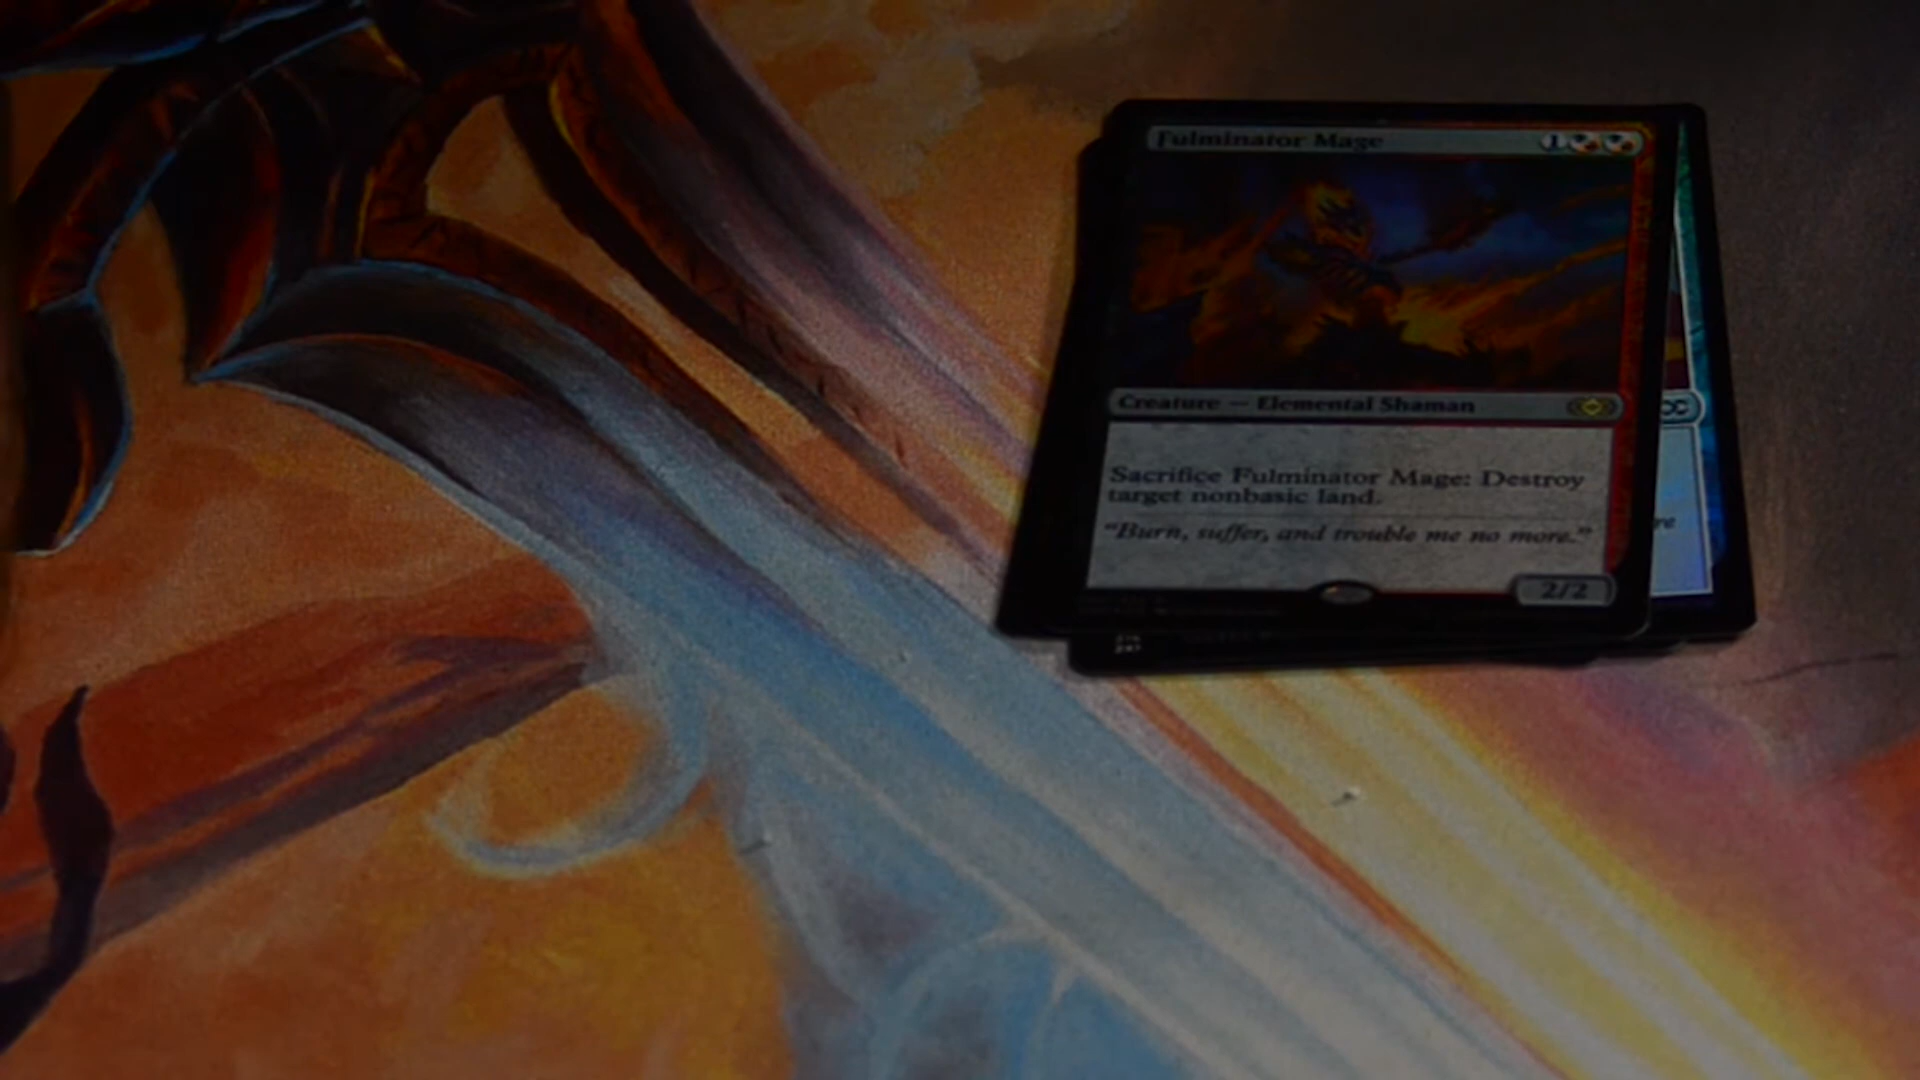 Fulminator Mage 1
Creature — Elemental Shaman
Sacrifice Fulminator Mage: Destroy
target nonbasic land.
"Burn, suffer, and trouble me no more."
2/2